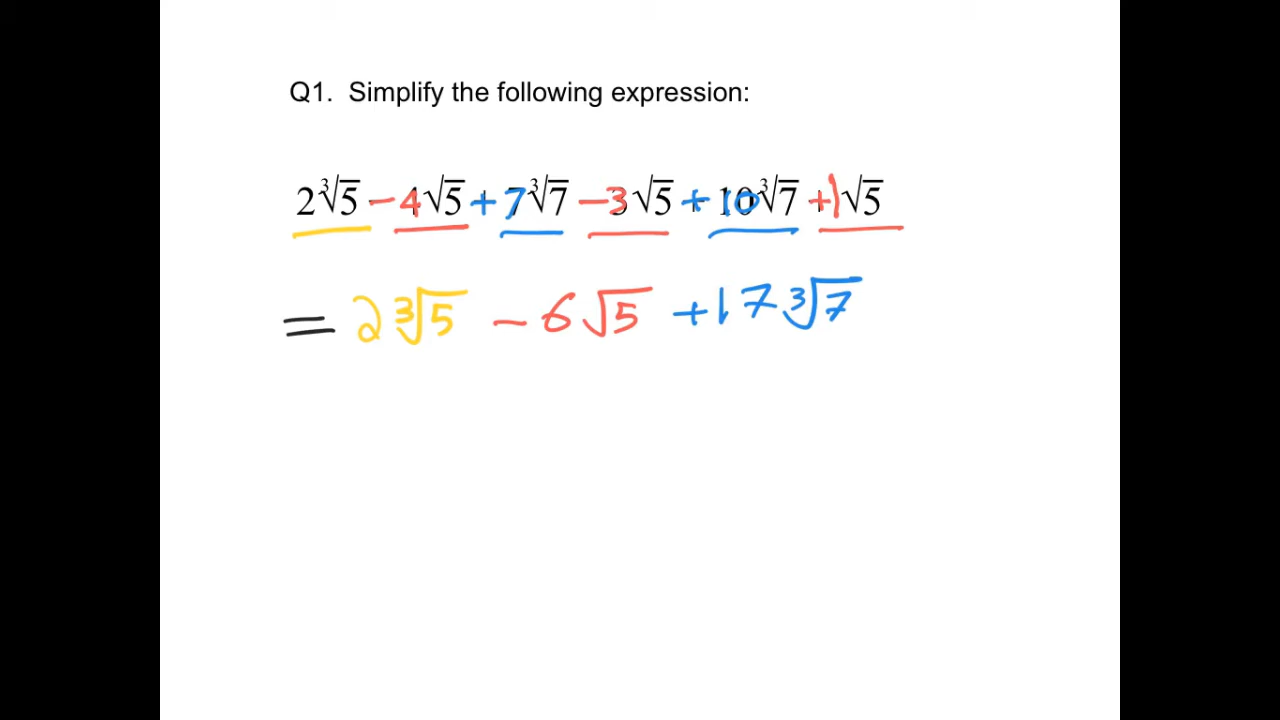 Q1. Simplify the following expression:
2∛5 − 4√5 + 7∛7 − 3√5 + 10∛7 + 1√5
= 2∛5 − 6√5 + 17∛7